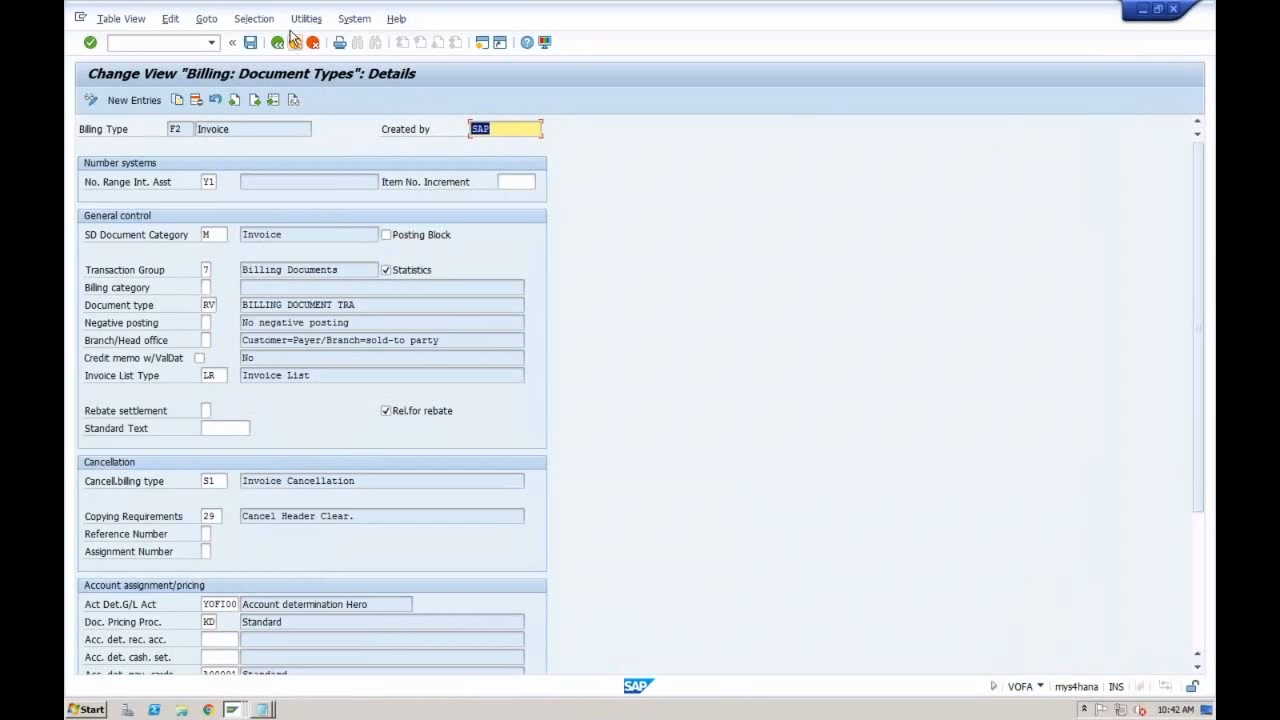 Table View Edit Goto Selection Utilities System Help
Change View "Billing: Document Types": Details
New Entries
Billing Type F2 Invoice Created by SAP
Number systems
No. Range Int. Asst Y1 Item No. Increment
General control
SD Document Category M Invoice Posting Block
Transaction Group 7 Billing Documents Statistics
Billing category
Document type RV BILLING DOCUMENT TRA
Negative posting No negative posting
Branch/Head office Customer=Payer/Branch=sold-to party
Credit memo w/ValDat No
Invoice List Type LR Invoice List
Rebate settlement Rel.for rebate
Standard Text
Cancellation
Cancell.billing type S1 Invoice Cancellation
Copying Requirements 29 Cancel Header Clear.
Reference Number
Assignment Number
Account assignment/pricing
Act Det.G/L Act YOFI00 Account determination Hero
Doc. Pricing Proc. KD Standard
Acc. det. rec. acc.
Acc. det. cash. set.
Acc. det. pay. cards A00001 Standard
SAP VOFA mys4hana INS
Start 10:42 AM